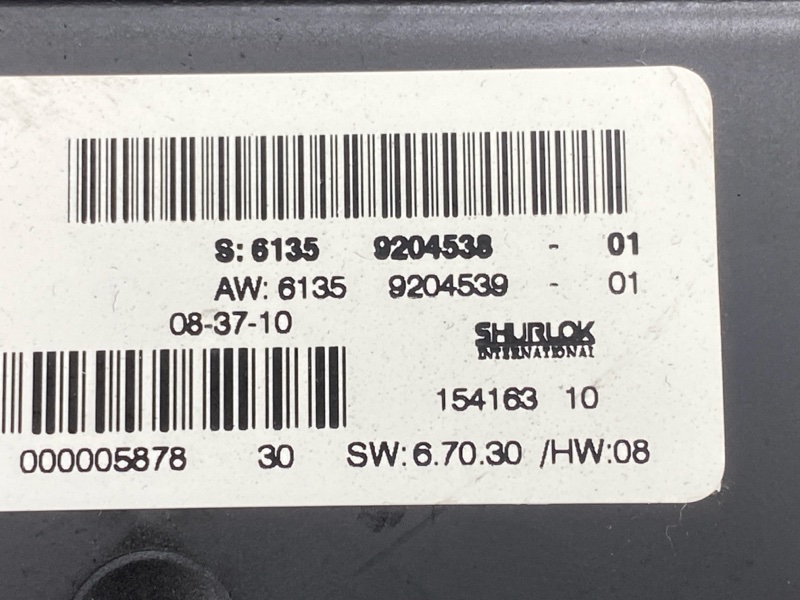 S: 6135 9204538 - 01
AW: 6135 9204539 - 01
08-37-10
SHURLOK
INTERNATIONAL
154163 10
000005878 30 SW: 6.70.30 /HW:08